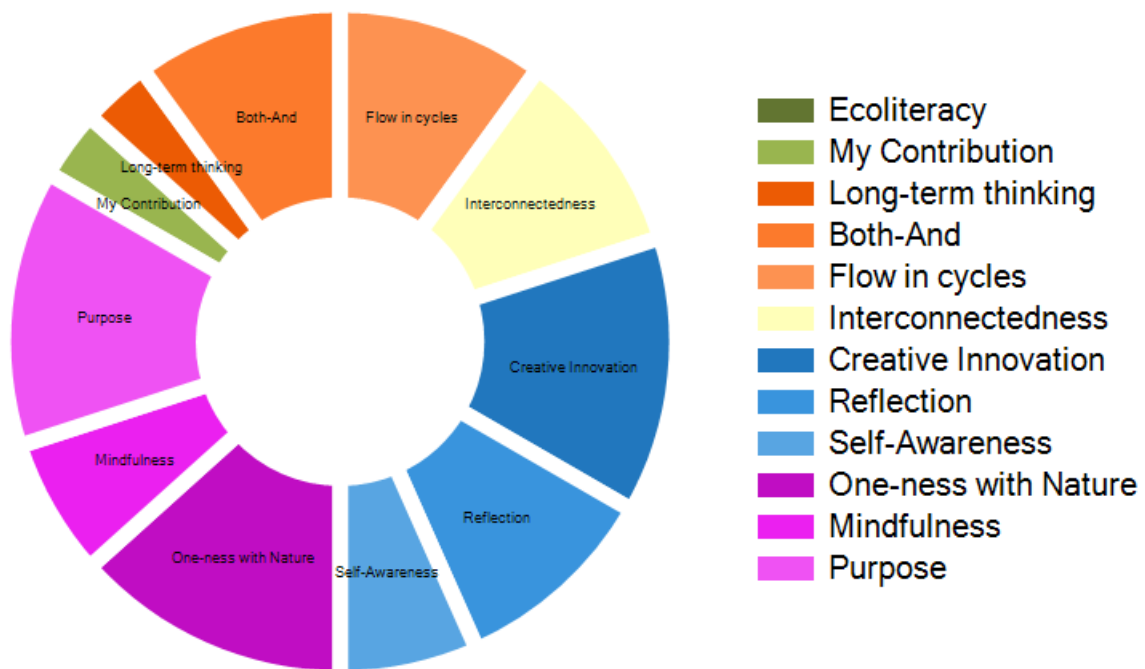 Both-And
Flow in cycles
Long-term thinking
My Contribution
Interconnectedness
Purpose
Creative Innovation
Mindfulness
Reflection
One-ness with Nature
Self-Awareness
Ecoliteracy
My Contribution
Long-term thinking
Both-And
Flow in cycles
Interconnectedness
Creative Innovation
Reflection
Self-Awareness
One-ness with Nature
Mindfulness
Purpose